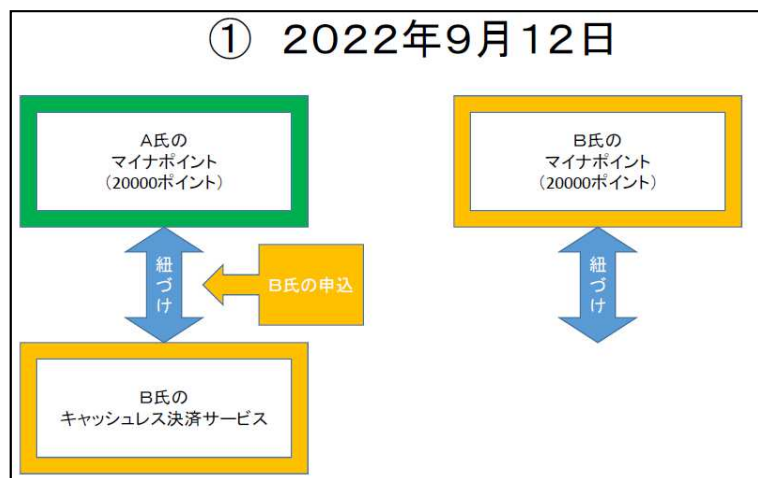 ① 2022年9月12日
A氏の
マイナポイント
（20000ポイント）
B氏の
マイナポイント
（20000ポイント）
紐づけ
B氏の申込
紐づけ
B氏の
キャッシュレス決済サービス